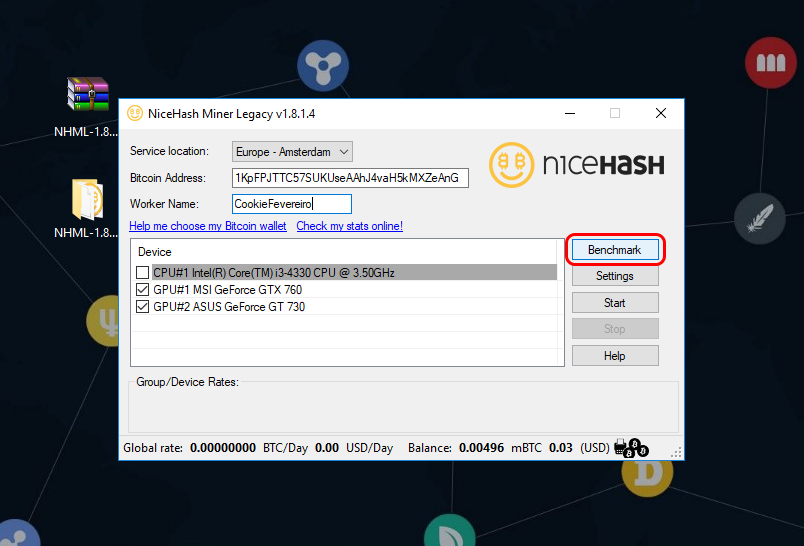 NHML-1.8...
NHML-1.8...
NiceHash Miner Legacy v1.8.1.4
Service location:
Europe - Amsterdam
Bitcoin Address:
1KpFPJTTC57SUKUseAAhJ4vaH5kMXZeAnG
Worker Name:
CookieFevereiro
nıceHasH
Help me choose my Bitcoin wallet
Check my stats online!
Device
CPU#1 Intel(R) Core(TM) i3-4330 CPU @ 3.50GHz
GPU#1 MSI GeForce GTX 760
GPU#2 ASUS GeForce GT 730
Benchmark
Settings
Start
Stop
Help
Group/Device Rates:
Global rate: 0.00000000 BTC/Day 0.00 USD/Day Balance: 0.00496 mBTC 0.03 (USD)